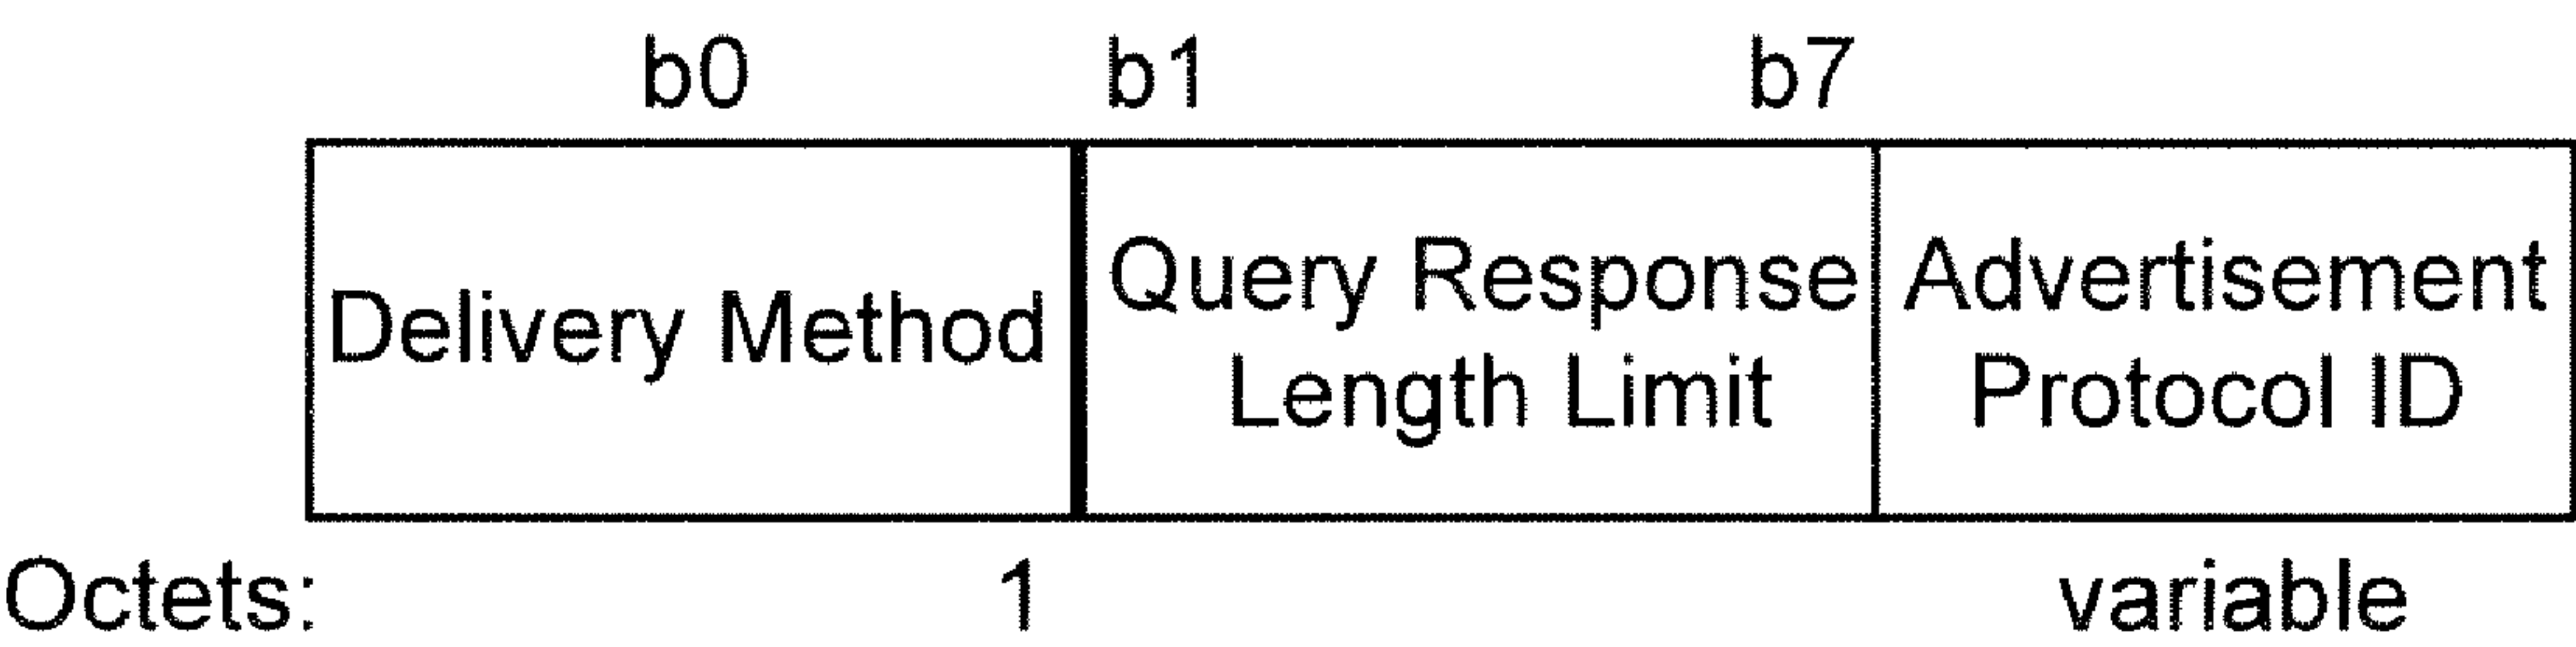 b0 b1 b7
Delivery Method
Query Response
Length Limit
Advertisement
Protocol ID
Octets: 1 variable